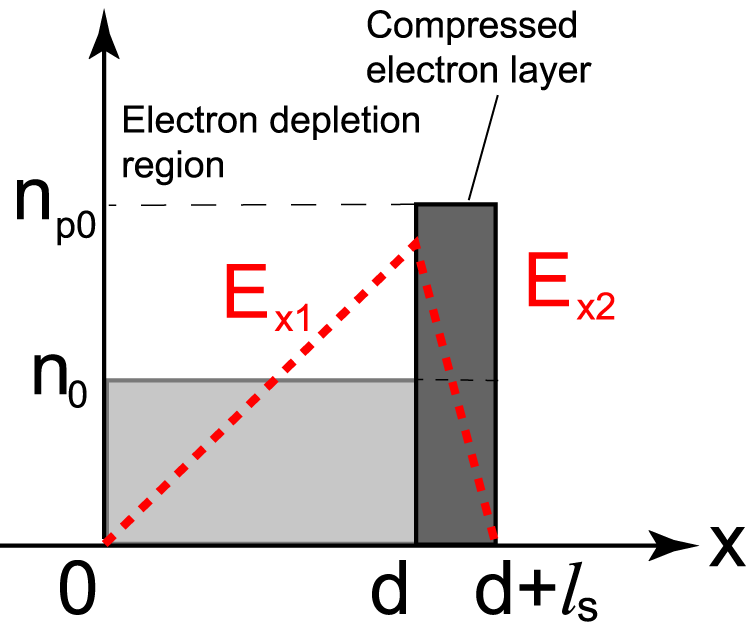 Compressed
electron layer
Electron depletion
region
n_p0
E_x1
E_x2
n_0
x
0
d
d+l_s